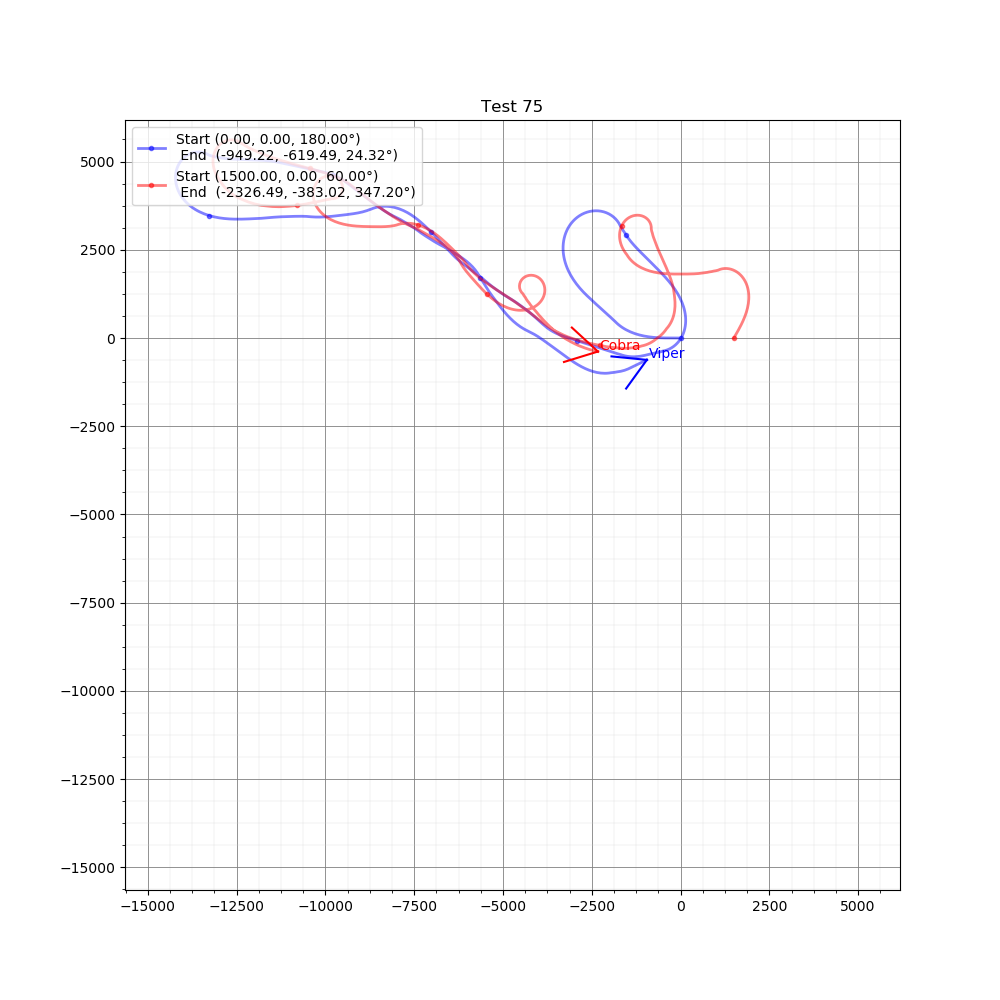 Test 75
Start (0.00, 0.00, 180.00°)
End (-949.22, -619.49, 24.32°)
Start (1500.00, 0.00, 60.00°)
End (-2326.49, -383.02, 347.20°)
5000
2500
0
−2500
−5000
−7500
−10000
−12500
−15000
Cobra
Viper
−15000 −12500 −10000 −7500 −5000 −2500 0 2500 5000